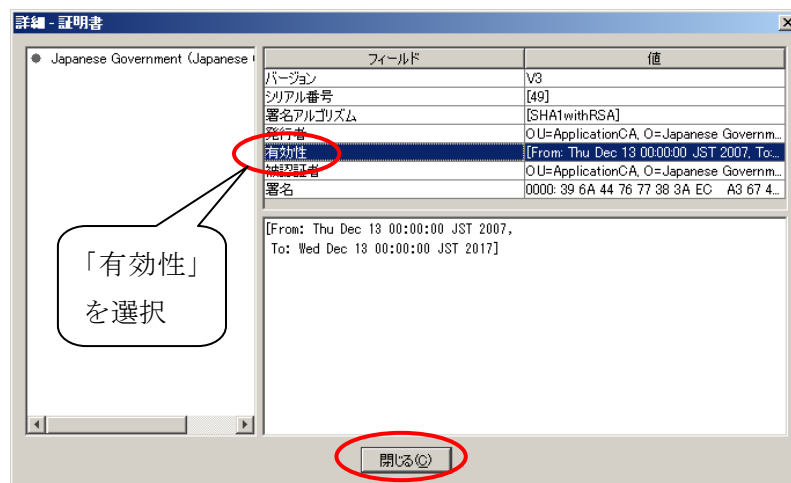 詳細 - 証明書
Japanese Government (Japanese
フィールド 値
バージョン V3
シリアル番号 [49]
署名アルゴリズム [SHA1withRSA]
発行者 OU=ApplicationCA, O=Japanese Governm...
有効性 [From: Thu Dec 13 00:00:00 JST 2007, To:...
被認証者 OU=ApplicationCA, O=Japanese Governm...
署名 0000: 39 6A 44 76 77 38 3A EC A3 67 4...
[From: Thu Dec 13 00:00:00 JST 2007,
To: Wed Dec 13 00:00:00 JST 2017]
「有効性」
を選択
閉じる(C)